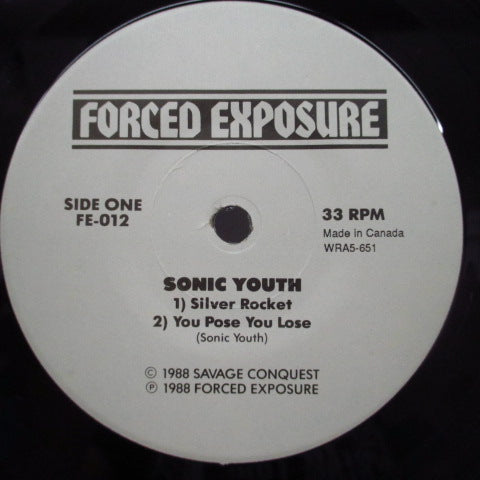 FORCED EXPOSURE
SIDE ONE
FE-012
33 RPM
Made in Canada
WRA5-651
SONIC YOUTH
1) Silver Rocket
2) You Pose You Lose
(Sonic Youth)
© 1988 SAVAGE CONQUEST
℗ 1988 FORCED EXPOSURE